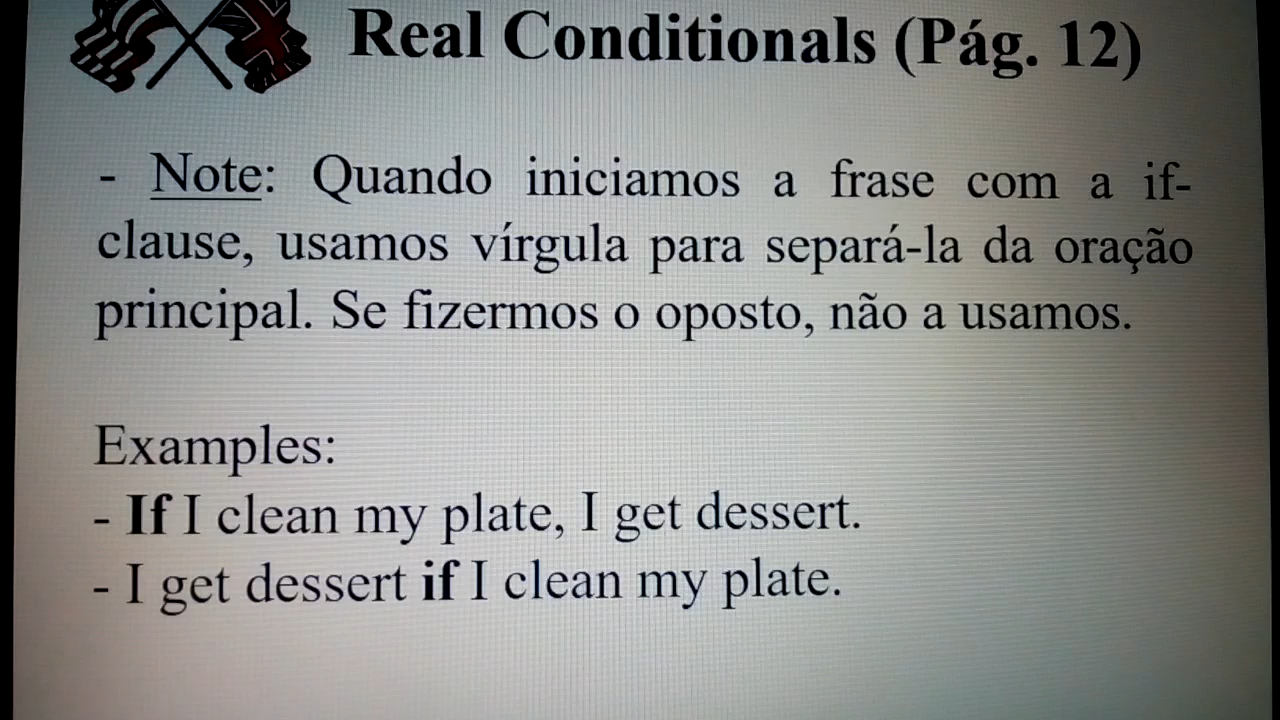 Real Conditionals (Pág. 12)
- Note: Quando iniciamos a frase com a if-
clause, usamos vírgula para separá-la da oração
principal. Se fizermos o oposto, não a usamos.
Examples:
- If I clean my plate, I get dessert.
- I get dessert if I clean my plate.